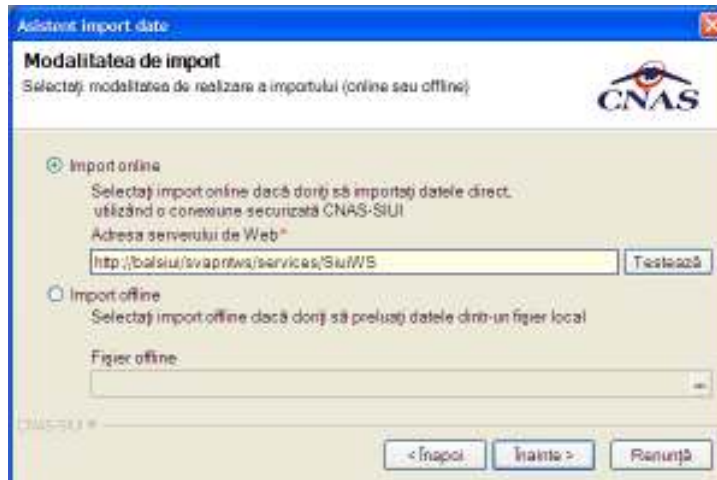 Asistent import date
Modalitatea de import
Selectați modalitatea de realizare a importului (online sau offline)
CNAS
Import online
Selectați import online dacă doriți să importați datele direct,
utilizând o conexiune securizată CNAS-SIUI
Adresa serverului de Web*
http://balsiui/svapntws/services/SiuiWS
Testează
Import offline
Selectați import offline dacă doriți să preluați datele dintr-un fișier local
Fișier offline
...
CNAS-SIUI ®
< Înapoi
Înainte >
Renunță